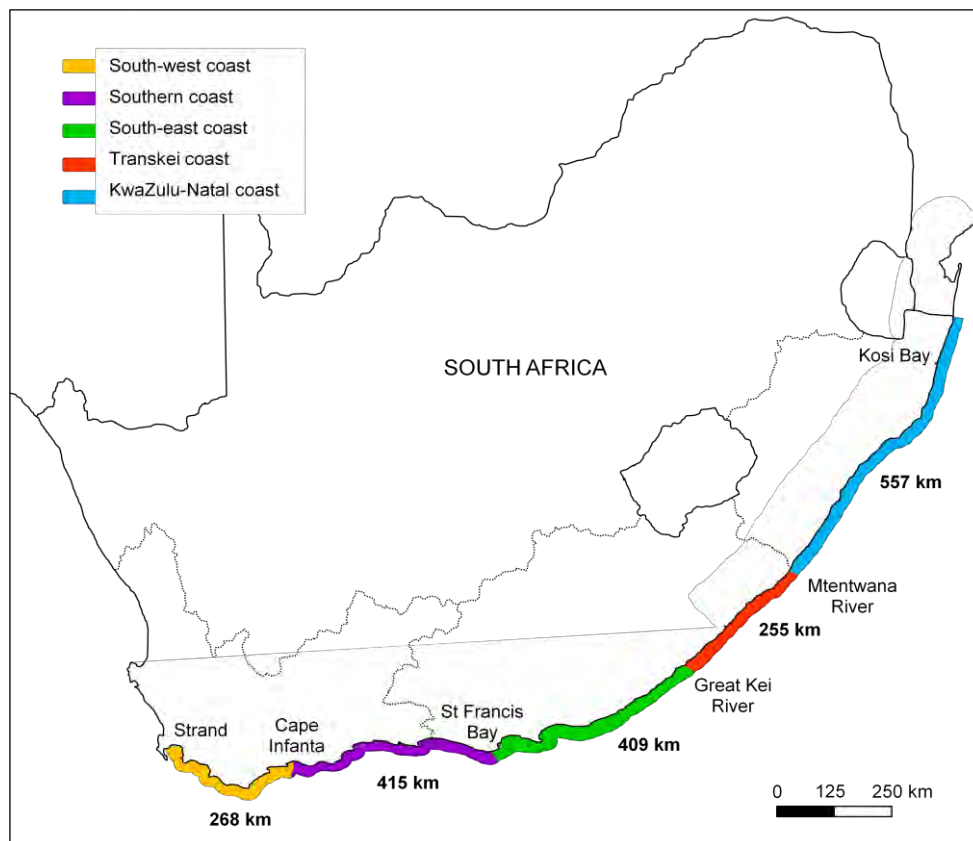 South-west coast
Southern coast
South-east coast
Transkei coast
KwaZulu-Natal coast
SOUTH AFRICA
Kosi Bay
557 km
Mtentwana
River
255 km
Great Kei
River
409 km
St Francis
Bay
415 km
Cape
Infanta
Strand
268 km
0 125 250 km